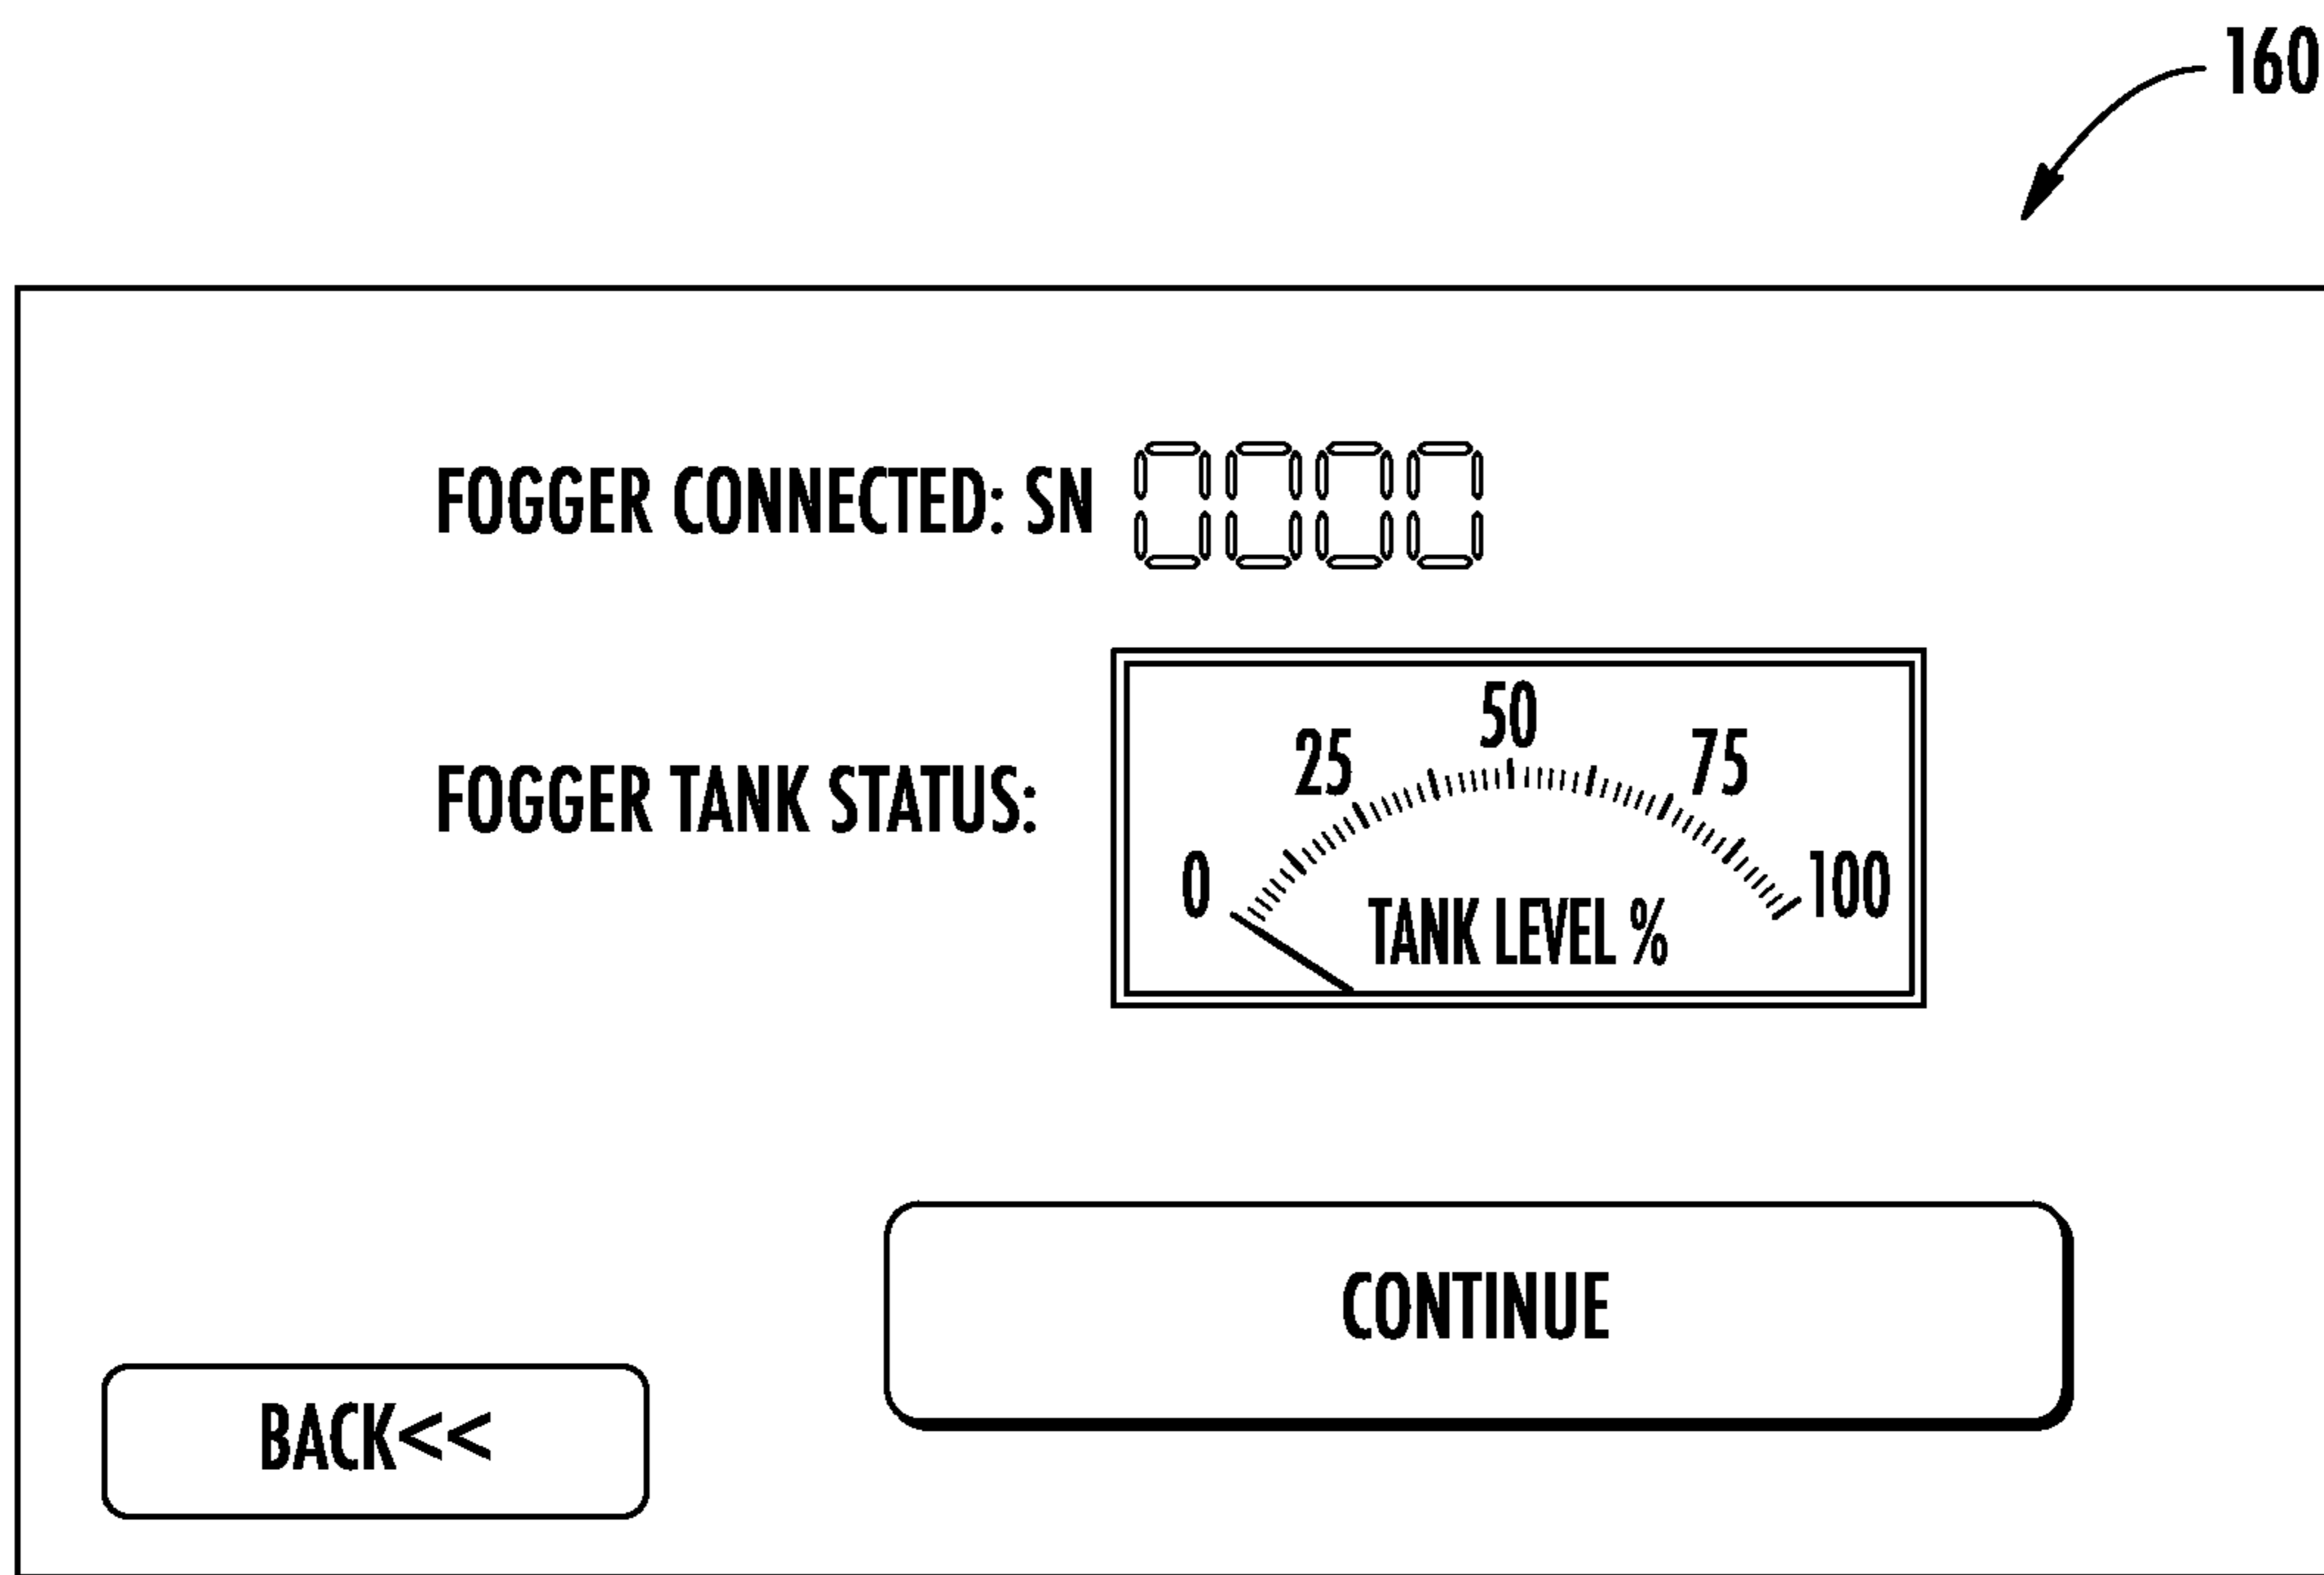 160
FOGGER CONNECTED: SN 0000
FOGGER TANK STATUS:
0 25 50 75 100
TANK LEVEL %
CONTINUE
BACK<<